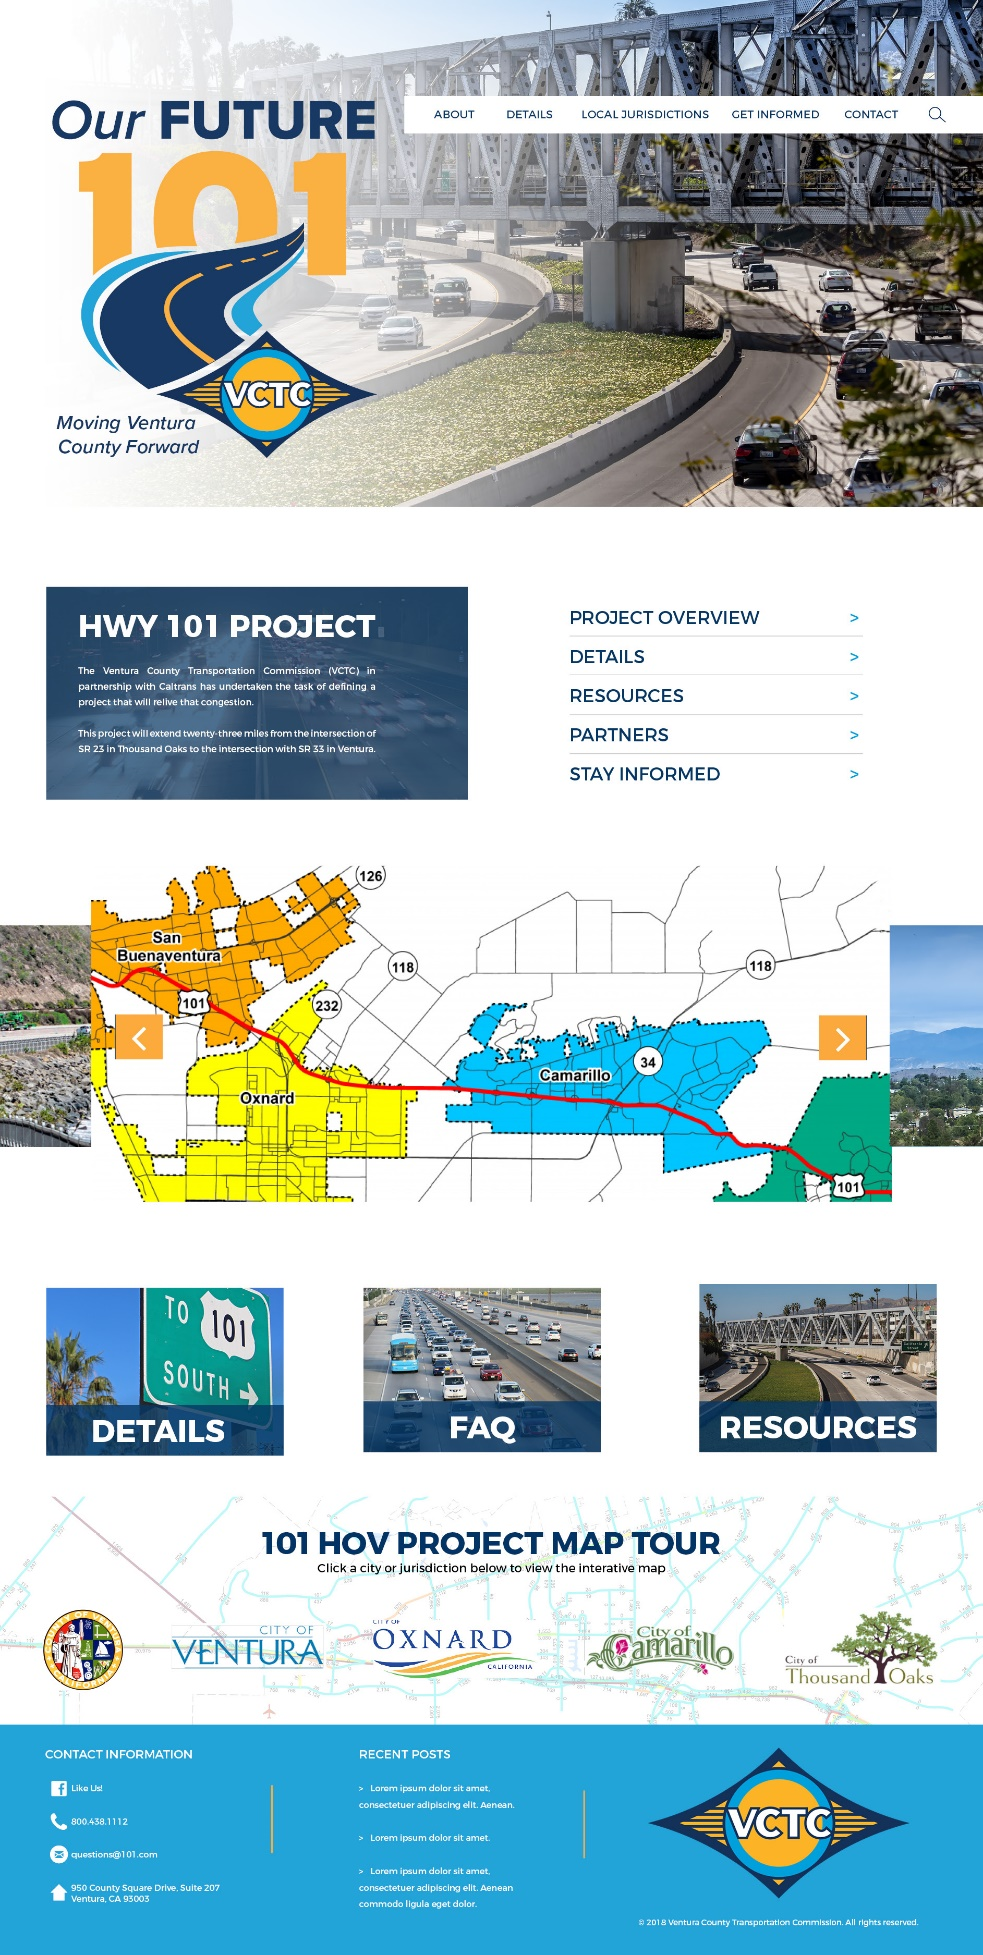 Our FUTURE
101
VCTC
Moving Ventura
County Forward
ABOUT DETAILS LOCAL JURISDICTIONS GET INFORMED CONTACT
HWY 101 PROJECT
The Ventura County Transportation Commission (VCTC) in
partnership with Caltrans has undertaken the task of defining a
project that will relive that congestion.
This project will extend twenty-three miles from the intersection of
SR 23 in Thousand Oaks to the intersection with SR 33 in Ventura.
PROJECT OVERVIEW >
DETAILS >
RESOURCES >
PARTNERS >
STAY INFORMED >
126
San
Buenaventura
118
118
101
232
34
Camarillo
Oxnard
101
TO 101
SOUTH
DETAILS
FAQ
RESOURCES
101 HOV PROJECT MAP TOUR
Click a city or jurisdiction below to view the interative map
CITY OF
VENTURA
CITY OF
OXNARD
CALIFORNIA
City of
Camarillo
City of
Thousand Oaks
CONTACT INFORMATION
Like Us!
800.438.1112
questions@101.com
950 County Square Drive, Suite 207
Ventura, CA 93003
RECENT POSTS
> Lorem ipsum dolor sit amet,
consectetuer adipiscing elit. Aenean.
> Lorem ipsum dolor sit amet.
> Lorem ipsum dolor sit amet,
consectetuer adipiscing elit. Aenean
commodo ligula eget dolor.
VCTC
© 2018 Ventura County Transportation Commission. All rights reserved.